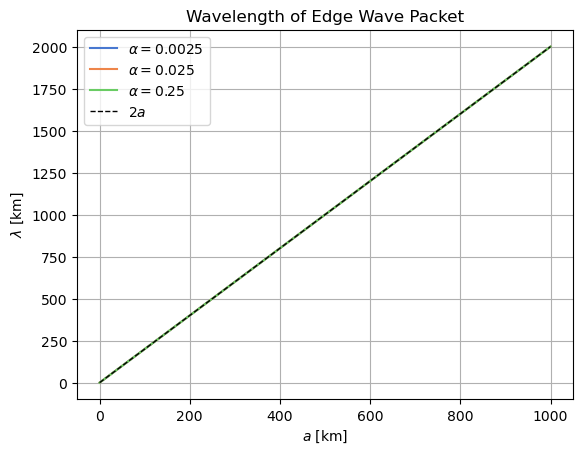 Wavelength of Edge Wave Packet
α = 0.0025
α = 0.025
α = 0.25
2a
2000
1750
1500
1250
1000
750
500
250
0
λ [km]
0 200 400 600 800 1000
a [km]